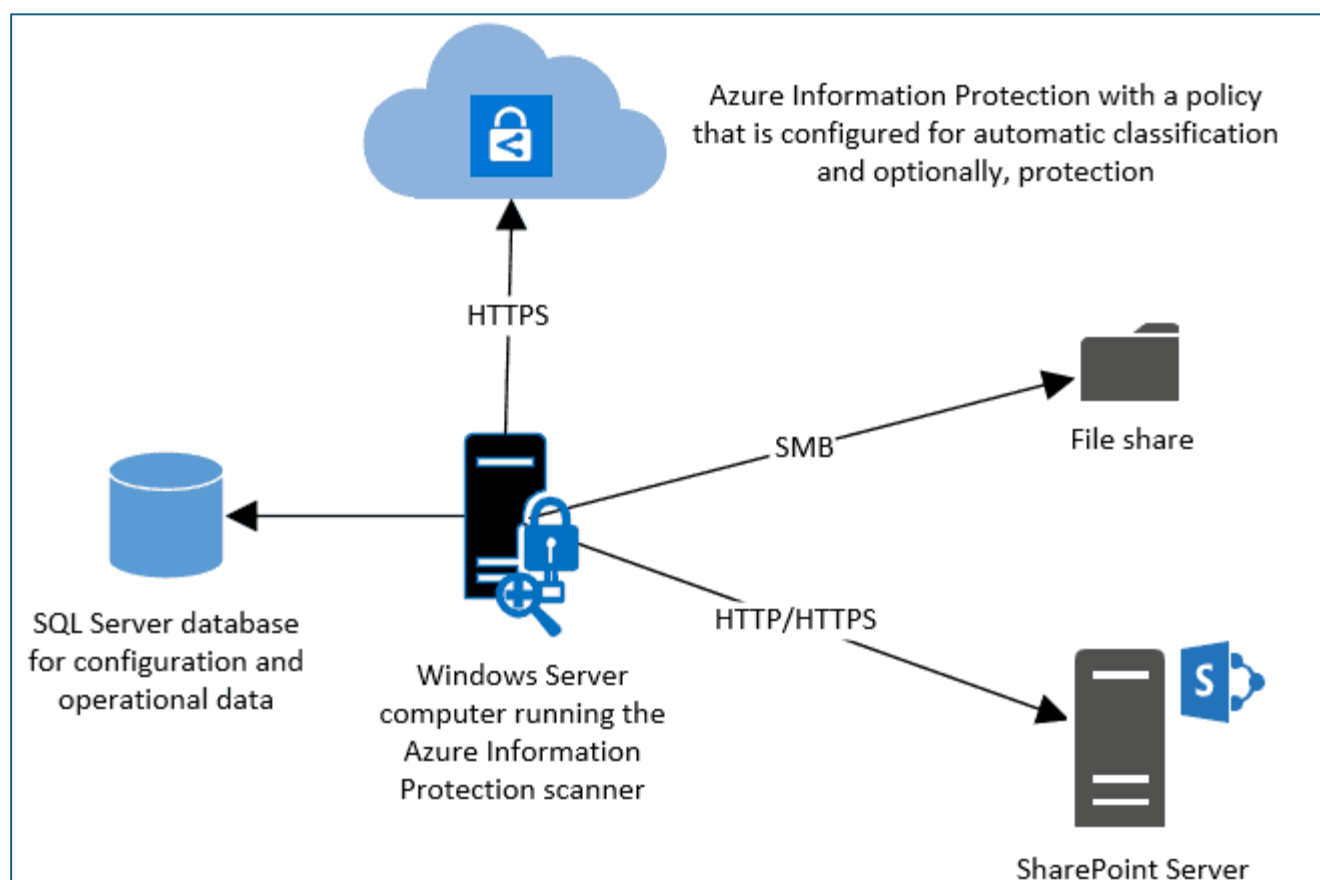 Azure Information Protection with a policy
that is configured for automatic classification
and optionally, protection
HTTPS
SMB
File share
HTTP/HTTPS
SQL Server database
for configuration and
operational data
Windows Server
computer running the
Azure Information
Protection scanner
S
SharePoint Server